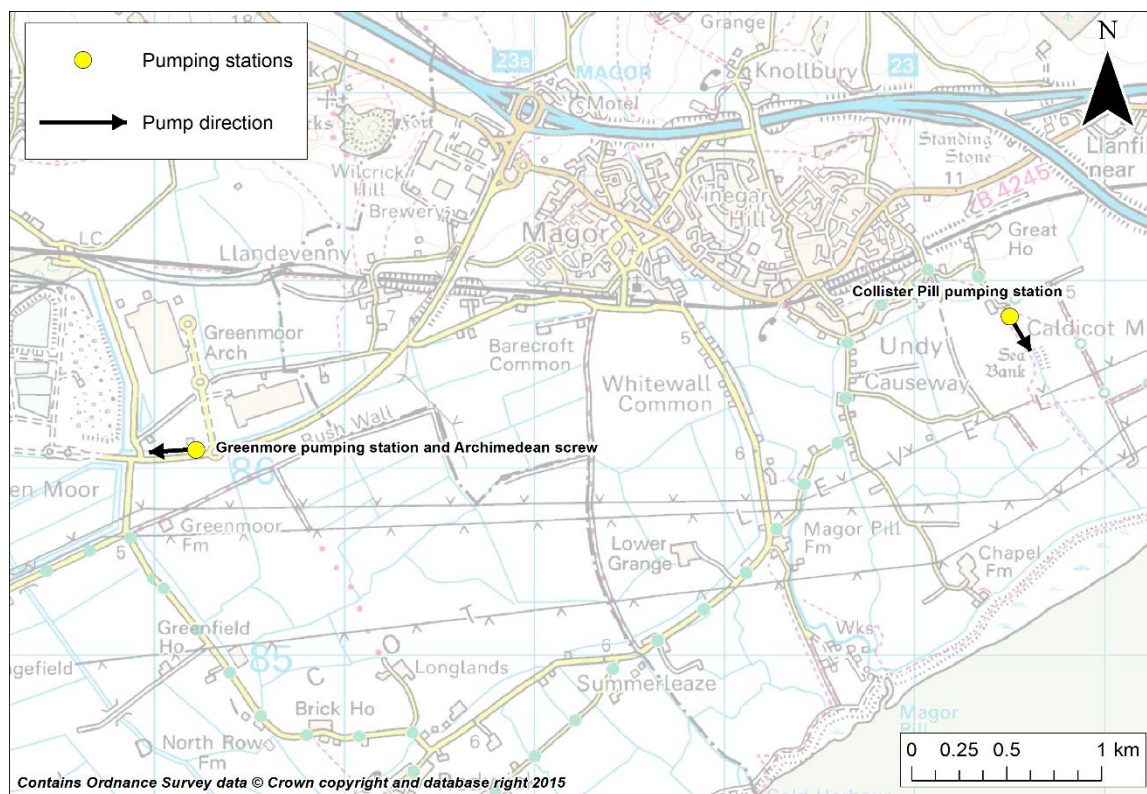 Pumping stations
Pump direction
N
18
Grange
23a
MAGOR
Knollbury
23
Motel
Fort
Wilcrick
Hill
Standing
Stone
11
Llanfi
near
B 4245
Brewery
Vinegar
Hill
Magor
P
Great
Ho
LC
Llandevenny
Collister Pill pumping station
5
7
5
Caldicot M
Greenmoor
Arch
Barecroft
Common
Undy
Sea
Bank
Whitewall
Common
Causeway
Rush Wall
Greenmore pumping station and Archimedean screw
86
6
E
V
E
L
en Moor
Greenmoor
Fm
5
Lower
Grange
Magor Pill
Fm
Chapel
Fm
Greenfield
Ho
T
O
C
D
85
6
Wks
gefield
Longlands
Summerleaze
Brick Ho
North Row
Fm
6
Magor
Pill
0 0.25 0.5 1 km
Contains Ordnance Survey data © Crown copyright and database right 2015